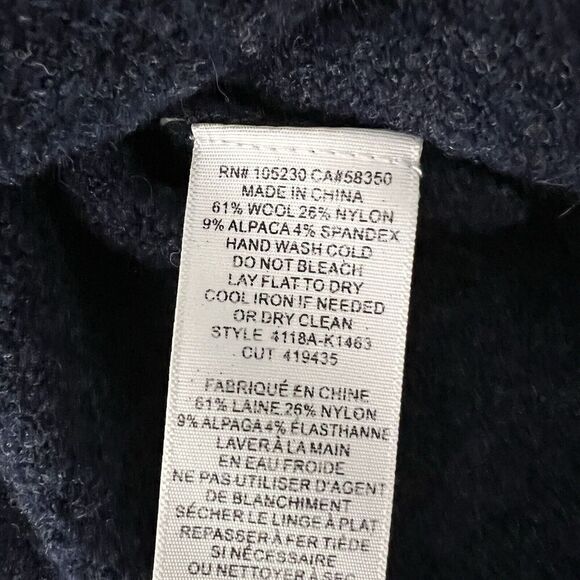 RN# 105230 CA#58350
MADE IN CHINA
61% WOOL 26% NYLON
9% ALPACA 4% SPANDEX
HAND WASH COLD
DO NOT BLEACH
LAY FLAT TO DRY
COOL IRON IF NEEDED
OR DRY CLEAN
STYLE 4118A-K1463
CUT 419435
FABRIQUÉ EN CHINE
61% LAINE 26% NYLON
9% ALPAGA 4% ÉLASTHANNE
LAVER À LA MAIN
EN EAU FROIDE
NE PAS UTILISER D'AGENT
DE BLANCHIMENT
SÉCHER LE LINGE À PLAT
REPASSER À FER TIÈDE
SI NÉCESSAIRE
OU NETTOYER À SEC